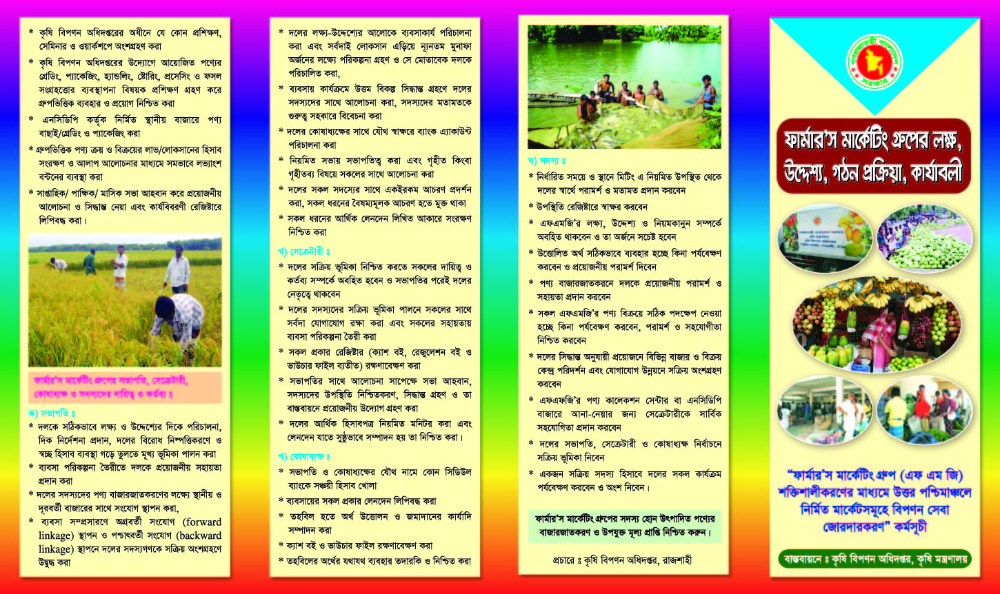 * কৃষি বিপণন অধিদপ্তরের অধীনে যে কোন প্রশিক্ষণ,
সেমিনার ও ওয়ার্কশপে অংশগ্রহণ করা
* কৃষি বিপণন অধিদপ্তরের উদ্যোগে আয়োজিত পণ্যের
গ্রেডিং, প্যাকেজিং, হ্যান্ডলিং, ষ্টোরিং, প্রসেসিং ও ফসল
সংগ্রহত্তোর ব্যবস্থাপনা বিষয়ক প্রশিক্ষণ গ্রহণ করে
গ্রুপভিত্তিক ব্যবহার ও প্রয়োগ নিশ্চিত করা
* এনসিডিপি কর্তৃক নির্মিত স্থানীয় বাজারে পণ্য
বাছাই/গ্রেডিং ও প্যাকেজিং করা
* গ্রুপভিত্তিক পণ্য ক্রয় ও বিক্রয়ের লাভ/লোকসানের হিসাব
সংরক্ষণ ও আলাপ আলোচনার মাধ্যমে সমভাবে লভ্যাংশ
বন্টনের ব্যবস্থা করা
* সাপ্তাহিক/ পাক্ষিক/ মাসিক সভা আহবান করে প্রয়োজনীয়
আলোচনা ও সিদ্ধান্ত নেয়া এবং কার্যবিবরণী রেজিষ্টারে
লিপিবদ্ধ করা।
ফার্মার'স মার্কেটিং গ্রুপের সভাপতি, সেক্রেটারী,
কোষাধ্যক্ষ ও সদস্যদের দায়িত্ব ও কর্তব্য ঃ
ক) সভাপতি ঃ
* দলকে সঠিকভাবে লক্ষ্য ও উদ্দেশ্যের দিকে পরিচালনা,
দিক নির্দেশনা প্রদান, দলের বিরোধ নিষ্পত্তিকরণে ও
স্বচ্ছ হিসাব ব্যবস্থা গড়ে তুলতে মূখ্য ভূমিকা পালন করা
* ব্যবসা পরিকল্পনা তৈরীতে দলকে প্রয়োজনীয় সহায়তা
প্রদান করা
* দলের সদস্যদের পণ্য বাজারজাতকরণের লক্ষ্যে স্থানীয় ও
দূরবর্তী বাজারের সাথে সংযোগ স্থাপন করা,
* ব্যবসা সম্প্রসারণে অগ্রবর্তী সংযোগ (forward
linkage) স্থাপন ও পশ্চাৎবর্তী সংযোগ (backward
linkage) স্থাপনে দলের সদস্যগণকে সক্রিয় অংশগ্রহণে
উদ্বুদ্ধ করা
* দলের লক্ষ্য-উদ্দেশ্যের আলোকে ব্যবসাকার্য পরিচালনা
করা এবং সর্বদাই লোকসান এড়িয়ে ন্যূনতম মুনাফা
অর্জনের লক্ষ্যে পরিকল্পনা গ্রহণ ও সে মোতাবেক দলকে
পরিচালিত করা,
* ব্যবসায় কার্যক্রমে উত্তম বিকল্প সিদ্ধান্ত গ্রহণে দলের
সদস্যদের সাথে আলোচনা করা, সদস্যদের মতামতকে
গুরুত্ব সহকারে বিবেচনা করা
* দলের কোষাধ্যক্ষের সাথে যৌথ স্বাক্ষরে ব্যাংক এ্যাকাউন্ট
পরিচালনা করা
* নিয়মিত সভায় সভাপতিত্ব করা এবং গৃহীত কিংবা
গৃহীতব্য বিষয়ে সকলের সাথে আলোচনা করা
* দলের সকল সদস্যের সাথে একইরকম আচরণ প্রদর্শন
করা, সকল ধরনের বৈষম্যমূলক আচরণ হতে মুক্ত থাকা
* সকল ধরনের আর্থিক লেনদেন লিখিত আকারে সংরক্ষণ
নিশ্চিত করা
খ) সেক্রেটারী ঃ
* দলের সক্রিয় ভূমিকা নিশ্চিত করতে সকলের দায়িত্ব ও
কর্তব্য সম্পর্কে অবহিত হবেন ও সভাপতির পরেই দলের
নেতৃত্বে থাকবেন
* দলের সদস্যদের সক্রিয় ভূমিকা পালনে সকলের সাথে
সর্বদা যোগাযোগ রক্ষা করা এবং সকলের সহায়তায়
ব্যবসা পরিকল্পনা তৈরী করা
* সকল প্রকার রেজিষ্টার (ক্যাশ বই, রেজুলেশন বই ও
ভাউচার ফাইল ব্যতীত) রক্ষণাবেক্ষণ করা
* সভাপতির সাথে আলোচনা সাপেক্ষে সভা আহবান,
সদস্যদের উপস্থিতি নিশ্চিতকরণ, সিদ্ধান্ত গ্রহণ ও তা
বাস্তবায়নে প্রয়োজনীয় উদ্যোগ গ্রহণ করা
* দলের আর্থিক হিসাবপত্র নিয়মিত মনিটর করা এবং
লেনদেন যাতে সুষ্ঠুভাবে সম্পাদন হয় তা নিশ্চিত করা।
গ) কোষাধ্যক্ষ ঃ
* সভাপতি ও কোষাধ্যক্ষের যৌথ নামে কোন সিডিউল
ব্যাংকে সঞ্চয়ী হিসাব খোলা
* ব্যবসায়ের সকল প্রকার লেনদেন লিপিবদ্ধ করা
* তহবিল হতে অর্থ উত্তোলন ও জমাদানের কার্যাদি
সম্পাদন করা
* ক্যাশ বই ও ভাউচার ফাইল রক্ষণাবেক্ষণ করা
* তহবিলের অর্থের যথাযথ ব্যবহার তদারকি ও নিশ্চিত করা
ঘ) সদস্য ঃ
* নির্ধারিত সময়ে ও স্থানে মিটিং এ নিয়মিত উপস্থিত থেকে
দলের স্বার্থে পরামর্শ ও মতামত প্রদান করবেন
* উপস্থিতি রেজিষ্টারে স্বাক্ষর করবেন
* এফএমজি'র লক্ষ্য, উদ্দেশ্য ও নিয়মকানুন সম্পর্কে
অবহিত থাকবেন ও তা অর্জনে সচেষ্ট হবেন
* উত্তোলিত অর্থ সঠিকভাবে ব্যবহার হচ্ছে কিনা পর্যবেক্ষণ
করবেন ও প্রয়োজনীয় পরামর্শ দিবেন
* পণ্য বাজারজাতকরনে দলকে প্রয়োজনীয় পরামর্শ ও
সহায়তা প্রদান করবেন
* সকল এফএমজি'র পণ্য বিক্রয়ে সঠিক পদক্ষেপ নেওয়া
হচ্ছে কিনা পর্যবেক্ষণ করবেন, পরামর্শ ও সহযোগীতা
নিশ্চিত করবেন
* দলের সিদ্ধান্ত অনুযায়ী প্রয়োজনে বিভিন্ন বাজার ও বিক্রয়
কেন্দ্র পরিদর্শন এবং যোগাযোগ উন্নয়নে সক্রিয় অংশগ্রহণ
করবেন
* এফএফজি'র পণ্য কালেকশন সেন্টার বা এনসিডিপি
বাজারে আনা-নেয়ার জন্য সেক্রেটারীকে সার্বিক
সহযোগিতা প্রদান করবেন
* দলের সভাপতি, সেক্রেটারী ও কোষাধ্যক্ষ নির্বাচনে
সক্রিয় ভূমিকা নিবেন
* একজন সক্রিয় সদস্য হিসাবে দলের সকল কার্যক্রম
পর্যবেক্ষণ করবেন ও অংশ নিবেন।
ফার্মার'স মার্কেটিং গ্রুপের সদস্য হোন উৎপাদিত পণ্যের
বাজারজাতকরণ ও উপযুক্ত মূল্য প্রাপ্তি নিশ্চিত করুন।
প্রচারে ঃ কৃষি বিপণন অধিদপ্তর, রাজশাহী
গণপ্রজাতন্ত্রী বাংলাদেশ
সরকার
ফার্মার'স মার্কেটিং গ্রুপের লক্ষ,
উদ্দেশ্য, গঠন প্রক্রিয়া, কার্যাবলী
"ফার্মার'স মার্কেটিং গ্রুপ (এফ এম জি)
শক্তিশালীকরণের মাধ্যমে উত্তর পশ্চিমাঞ্চলে
নির্মিত মার্কেটসমূহে বিপণন সেবা
জোরদারকরণ" কর্মসূচী
বাস্তবায়নে ঃ কৃষি বিপণন অধিদপ্তর, কৃষি মন্ত্রণালয়